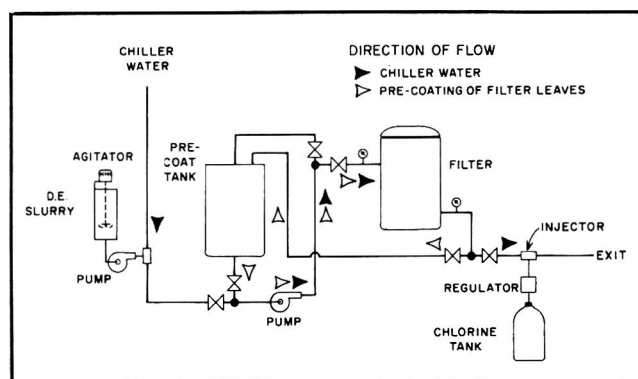 CHILLER
WATER
DIRECTION OF FLOW
CHILLER WATER
PRE-COATING OF FILTER LEAVES
AGITATOR
D.E.
SLURRY
PUMP
PRE-
COAT
TANK
PUMP
FILTER
INJECTOR
EXIT
REGULATOR
CHLORINE
TANK